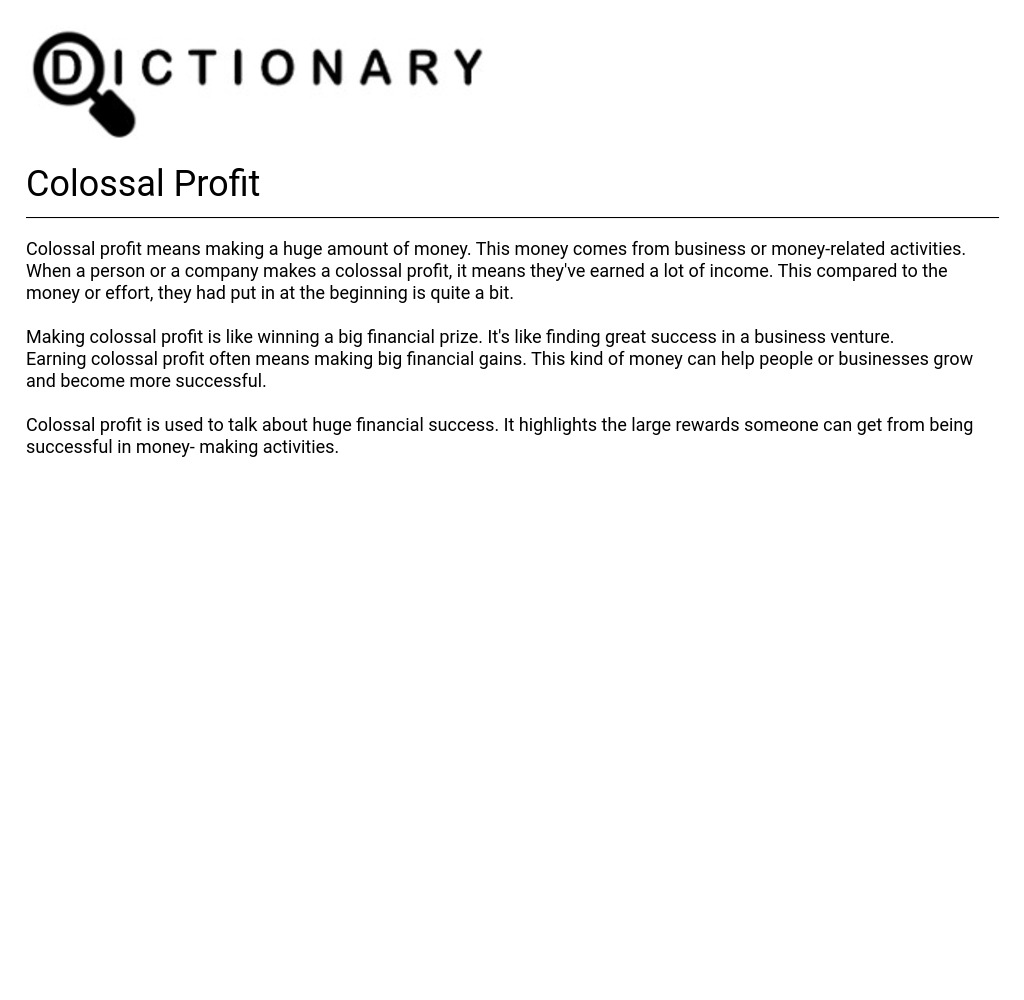 DICTIONARY
Colossal Profit
Colossal profit means making a huge amount of money. This money comes from business or money-related activities.
When a person or a company makes a colossal profit, it means they've earned a lot of income. This compared to the
money or effort, they had put in at the beginning is quite a bit.
Making colossal profit is like winning a big financial prize. It's like finding great success in a business venture.
Earning colossal profit often means making big financial gains. This kind of money can help people or businesses grow
and become more successful.
Colossal profit is used to talk about huge financial success. It highlights the large rewards someone can get from being
successful in money- making activities.